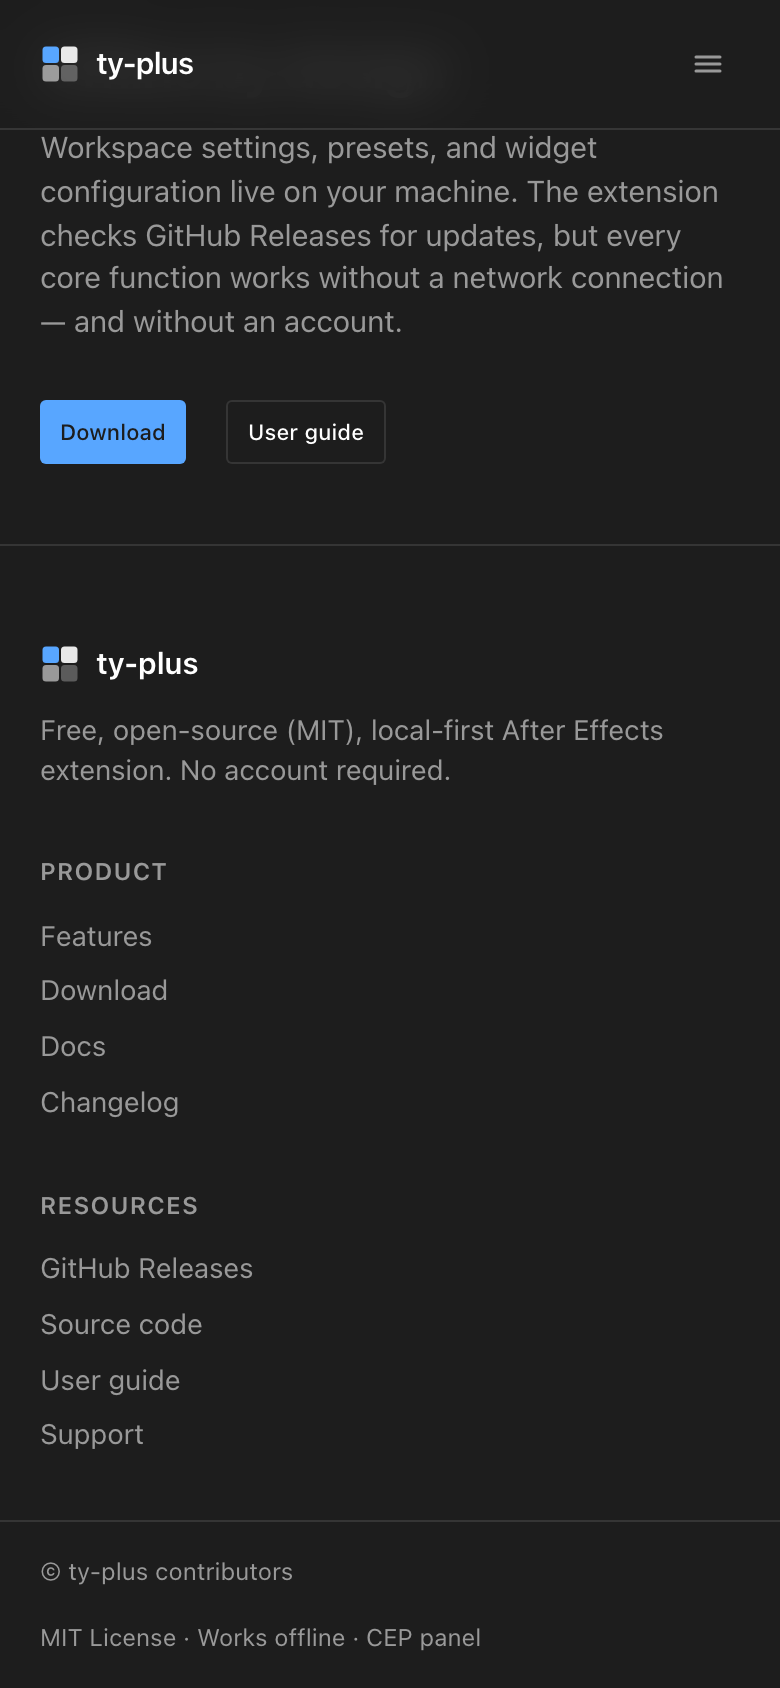 ty-plus
Workspace settings, presets, and widget
configuration live on your machine. The extension
checks GitHub Releases for updates, but every
core function works without a network connection
— and without an account.
Download
User guide
ty-plus
Free, open-source (MIT), local-first After Effects
extension. No account required.
PRODUCT
Features
Download
Docs
Changelog
RESOURCES
GitHub Releases
Source code
User guide
Support
© ty-plus contributors
MIT License · Works offline · CEP panel